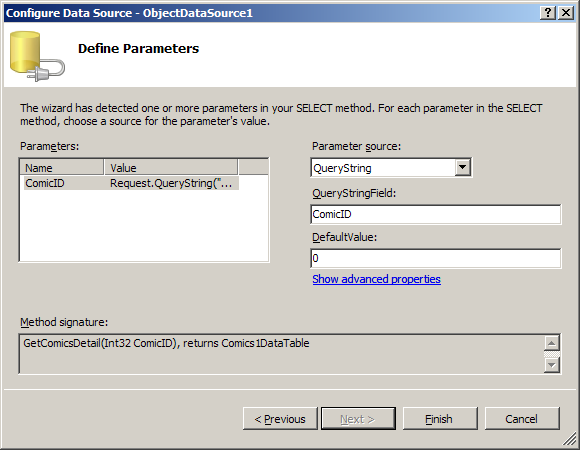 Configure Data Source - ObjectDataSource1
Define Parameters
The wizard has detected one or more parameters in your SELECT method. For each parameter in the SELECT
method, choose a source for the parameter's value.
Parameters:
Name Value
ComicID Request.QueryString("...
Parameter source:
QueryString
QueryStringField:
ComicID
DefaultValue:
0
Show advanced properties
Method signature:
GetComicsDetail(Int32 ComicID), returns Comics1DataTable
< Previous
Next >
Finish
Cancel